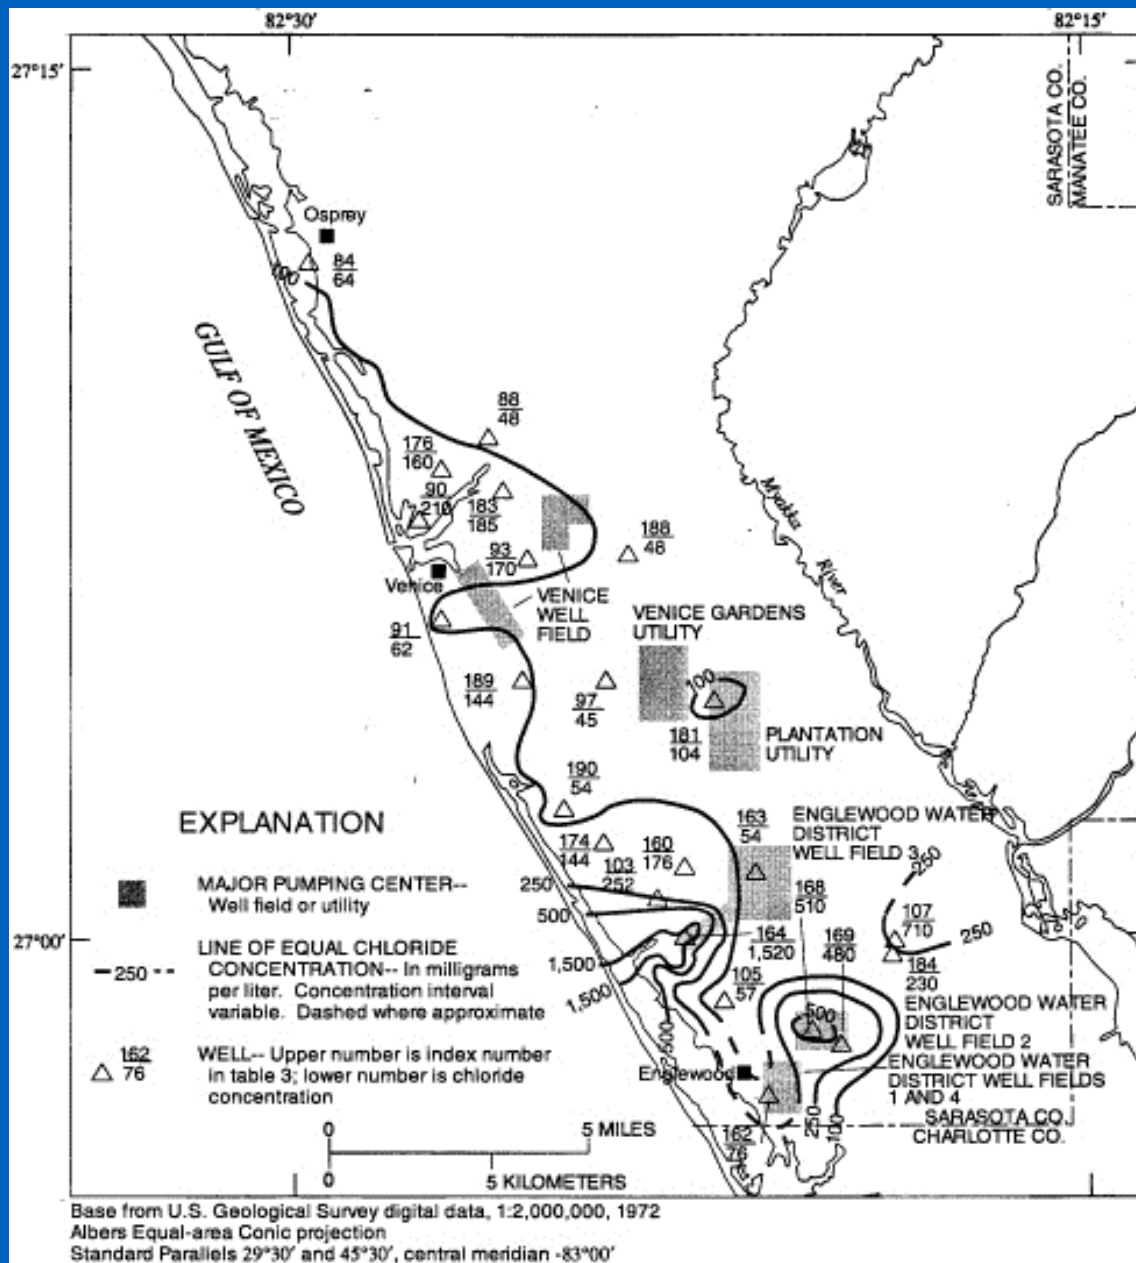 82°30'
82°15'
27°15'
SARASOTA CO.
MANATEE CO.
Osprey
100
84
64
GULF OF MEXICO
88
48
176
160
90
210
183
185
Myakka
River
188
48
93
170
Venice
VENICE
WELL
FIELD
VENICE GARDENS
UTILITY
91
62
189
144
97
45
100
181
104
PLANTATION
UTILITY
190
54
EXPLANATION
163
54
ENGLEWOOD WATER
DISTRICT
WELL FIELD 3
174
144
160
176
103
252
250
250
MAJOR PUMPING CENTER--
Well field or utility
500
168
510
107
710
27°00'
LINE OF EQUAL CHLORIDE
164
1,520
169
480
250
250
CONCENTRATION-- In milligrams
per liter. Concentration interval
variable. Dashed where approximate
1,500
1,500
105
57
184
230
500
500
ENGLEWOOD WATER
DISTRICT
WELL FIELD 2
162
76
WELL-- Upper number is index number
in table 3; lower number is chloride
concentration
Englewood
ENGLEWOOD WATER
DISTRICT WELL FIELDS
1 AND 4
250
100
SARASOTA CO.
CHARLOTTE CO.
162
76
0
5 MILES
0
5 KILOMETERS
Base from U.S. Geological Survey digital data, 1:2,000,000, 1972
Albers Equal-area Conic projection
Standard Parallels 29°30' and 45°30', central meridian -83°00'